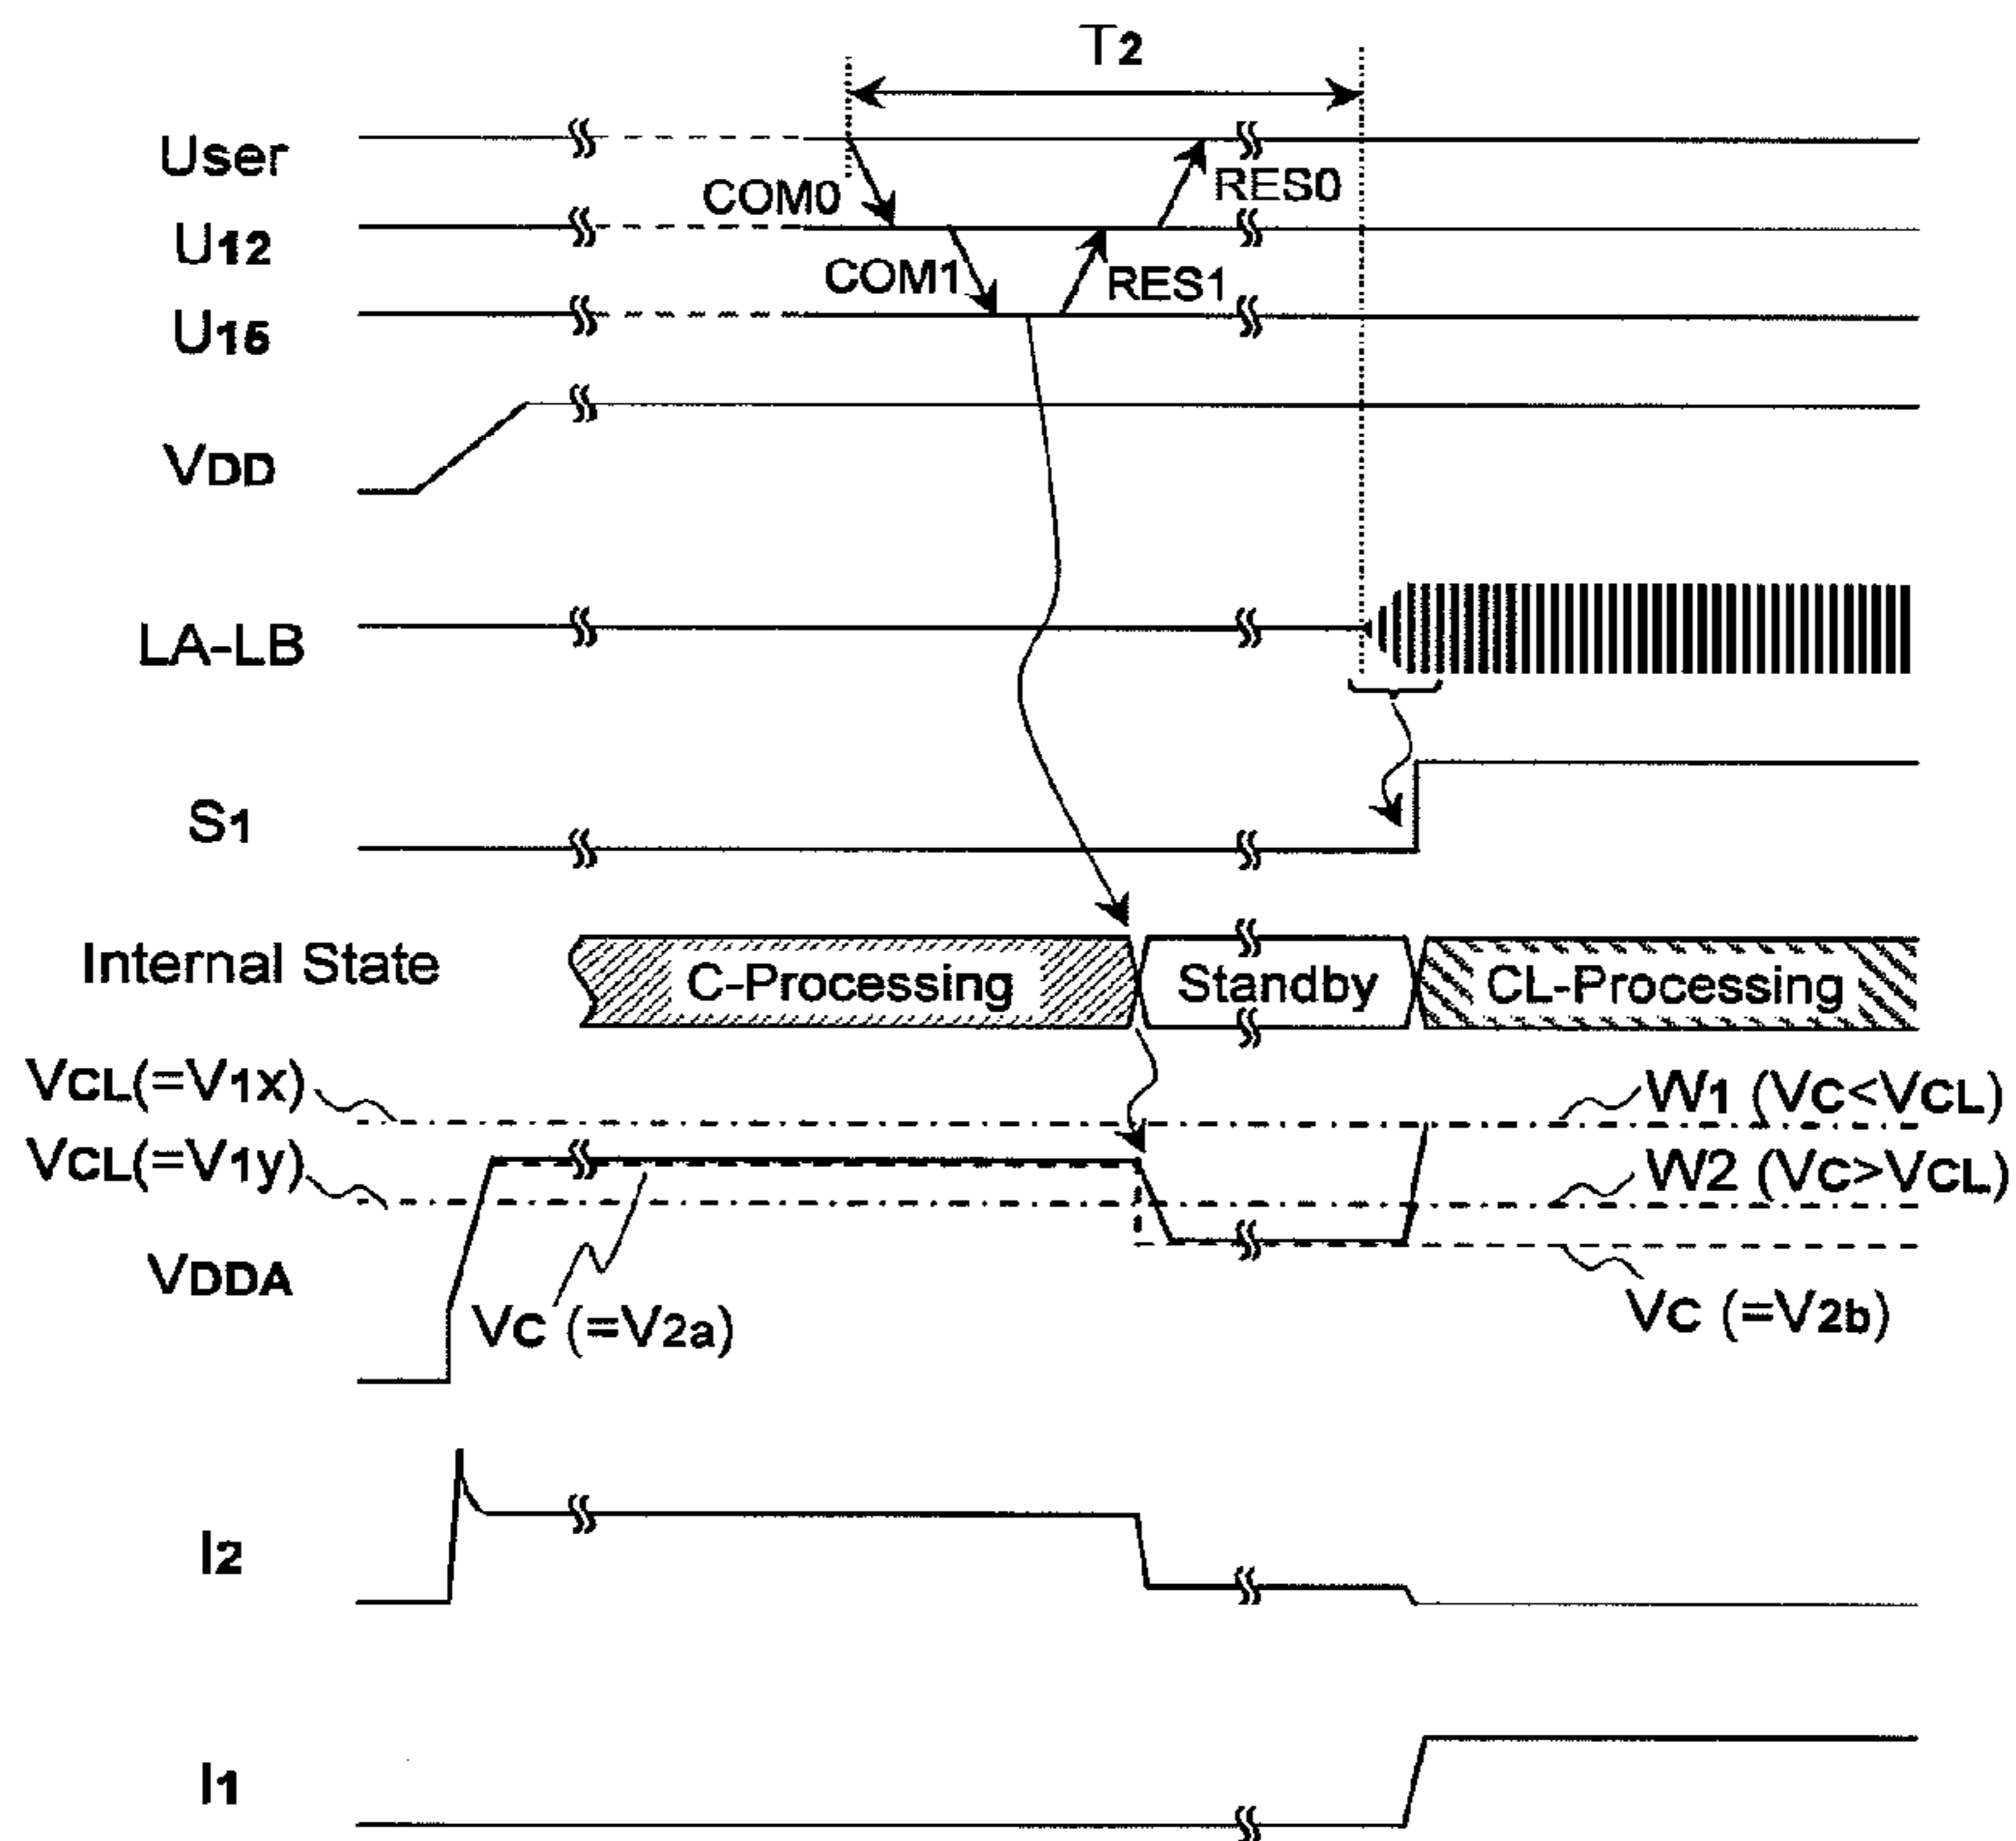 T2
User
COM0
RES0
U12
COM1
RES1
U15
VDD
LA-LB
S1
Internal State
C-Processing
Standby
CL-Processing
VCL(=V1x)
W1 (VC<VCL)
VCL(=V1y)
W2 (VC>VCL)
VDDA
VC (=V2a)
VC (=V2b)
I2
I1